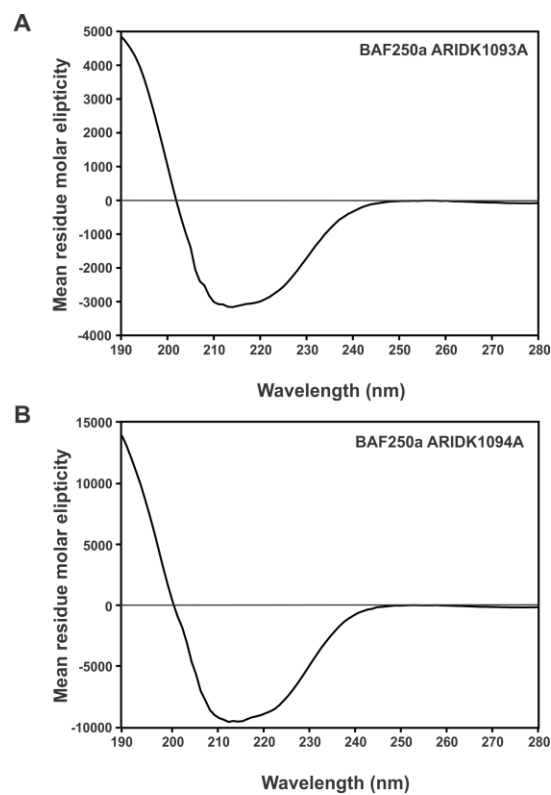 A
BAF250a ARIDK1093A
Mean residue molar elipticity
5000
4000
3000
2000
1000
0
-1000
-2000
-3000
-4000
190 200 210 220 230 240 250 260 270 280
Wavelength (nm)
B
BAF250a ARIDK1094A
Mean residue molar elipticity
15000
10000
5000
0
-5000
-10000
190 200 210 220 230 240 250 260 270 280
Wavelength (nm)